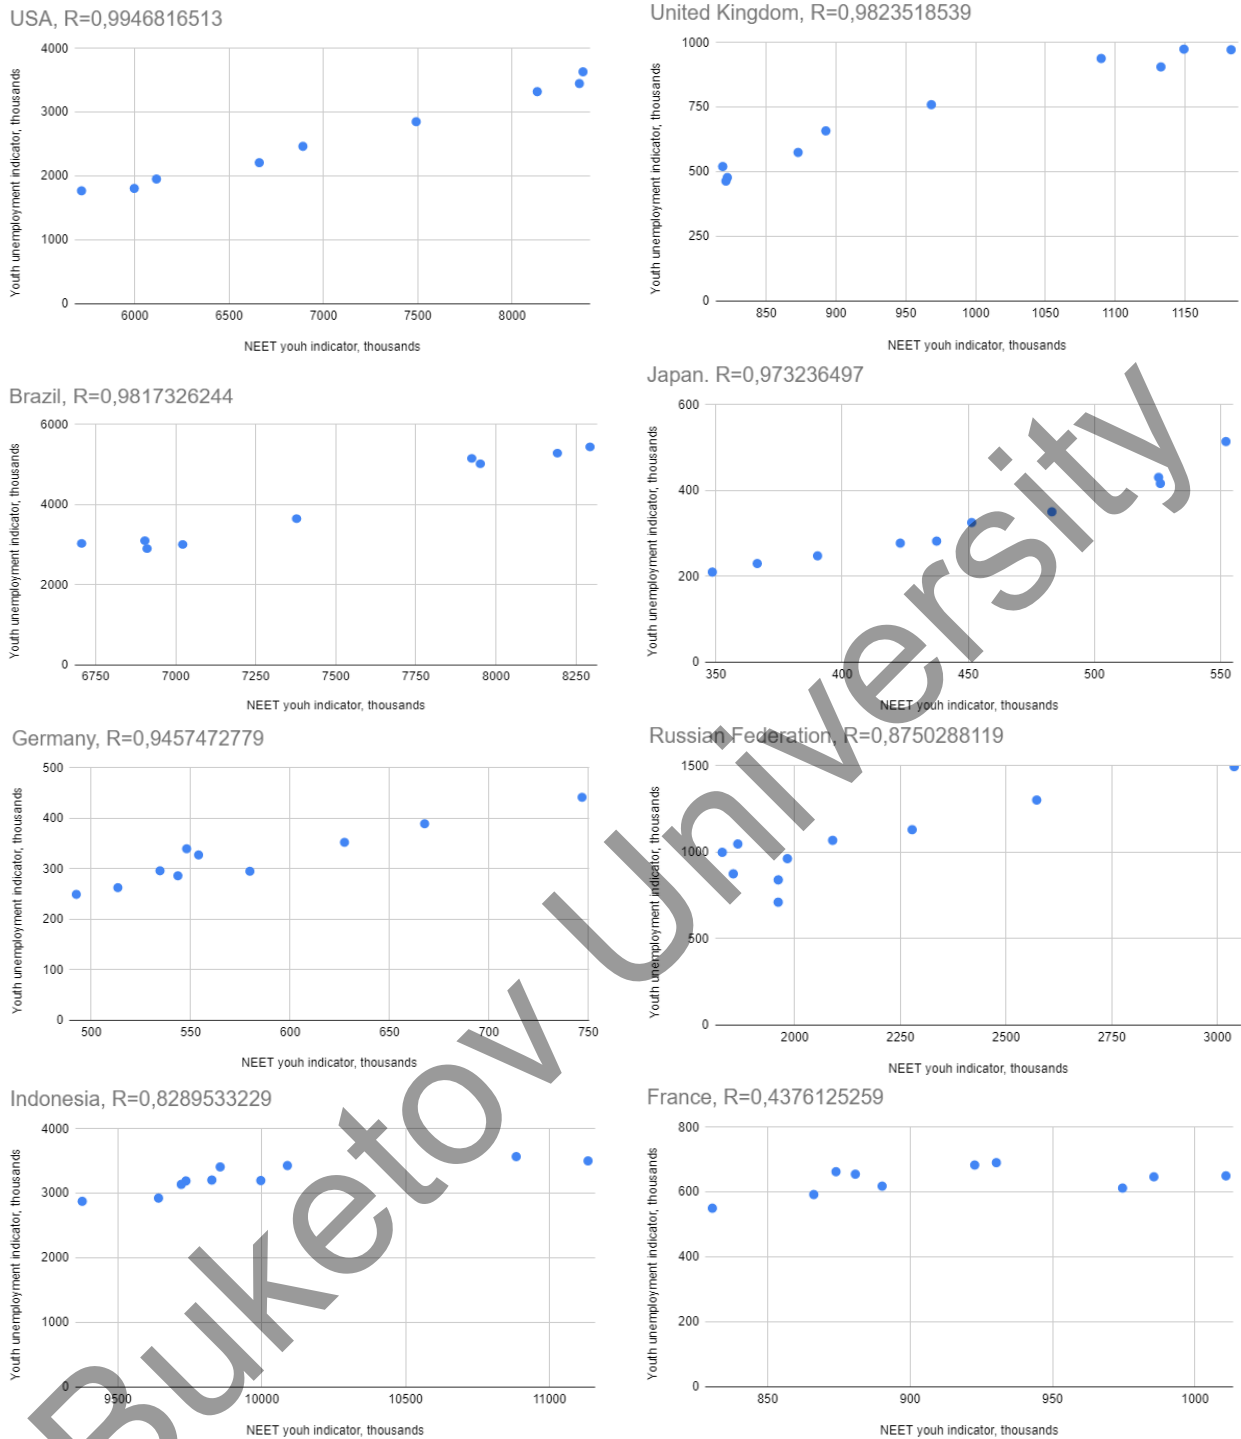 USA, R=0,9946816513
Youth unemployment indicator, thousands
4000
3000
2000
1000
0
6000 6500 7000 7500 8000
NEET youh indicator, thousands
United Kingdom, R=0,9823518539
Youth unemployment indicator, thousands
1000
750
500
250
0
850 900 950 1000 1050 1100 1150
NEET youh indicator, thousands
Brazil, R=0,9817326244
Youth unemployment indicator, thousands
6000
4000
2000
0
6750 7000 7250 7500 7750 8000 8250
NEET youh indicator, thousands
Japan. R=0,973236497
Youth unemployment indicator, thousands
600
400
200
0
350 400 450 500 550
NEET youh indicator, thousands
Germany, R=0,9457472779
Youth unemployment indicator, thousands
500
400
300
200
100
0
500 550 600 650 700 750
NEET youh indicator, thousands
Russian Federation, R=0,8750288119
Youth unemployment indicator, thousands
1500
1000
500
0
2000 2250 2500 2750 3000
NEET youh indicator, thousands
Indonesia, R=0,8289533229
Youth unemployment indicator, thousands
4000
3000
2000
1000
0
9500 10000 10500 11000
NEET youh indicator, thousands
France, R=0,4376125259
Youth unemployment indicator, thousands
800
600
400
200
0
850 900 950 1000
NEET youh indicator, thousands
Buketov University